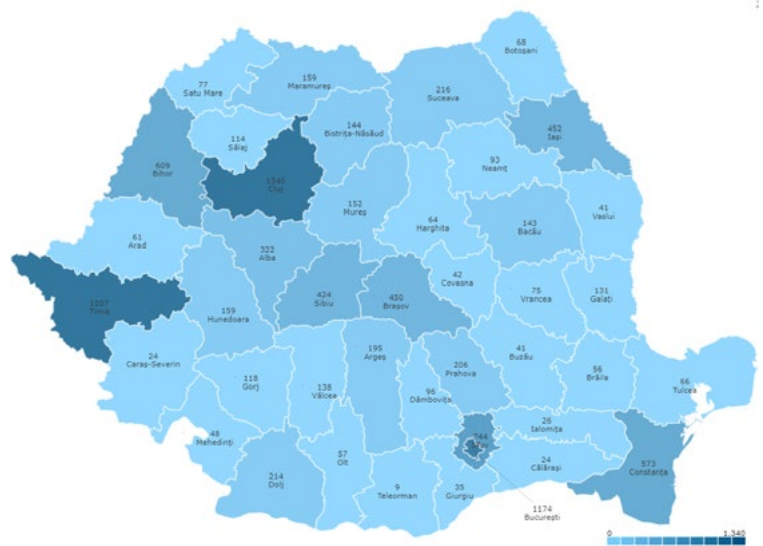 68
Botoșani
77
Satu Mare
159
Maramureș
216
Suceava
144
Bistrița-Năsăud
114
Sălaj
452
Iași
609
Bihor
1340
Cluj
93
Neamț
152
Mureș
64
Harghita
143
Bacău
41
Vaslui
61
Arad
322
Alba
424
Sibiu
450
Brașov
42
Covasna
75
Vrancea
131
Galați
159
Hunedoara
24
Caraș-Severin
118
Gorj
138
Vâlcea
195
Argeș
96
Dâmbovița
206
Prahova
41
Buzău
56
Brăila
66
Tulcea
48
Mehedinți
214
Dolj
57
Olt
9
Teleorman
35
Giurgiu
744
26
Ialomița
24
Călărași
573
Constanța
1174
București
0
1,340